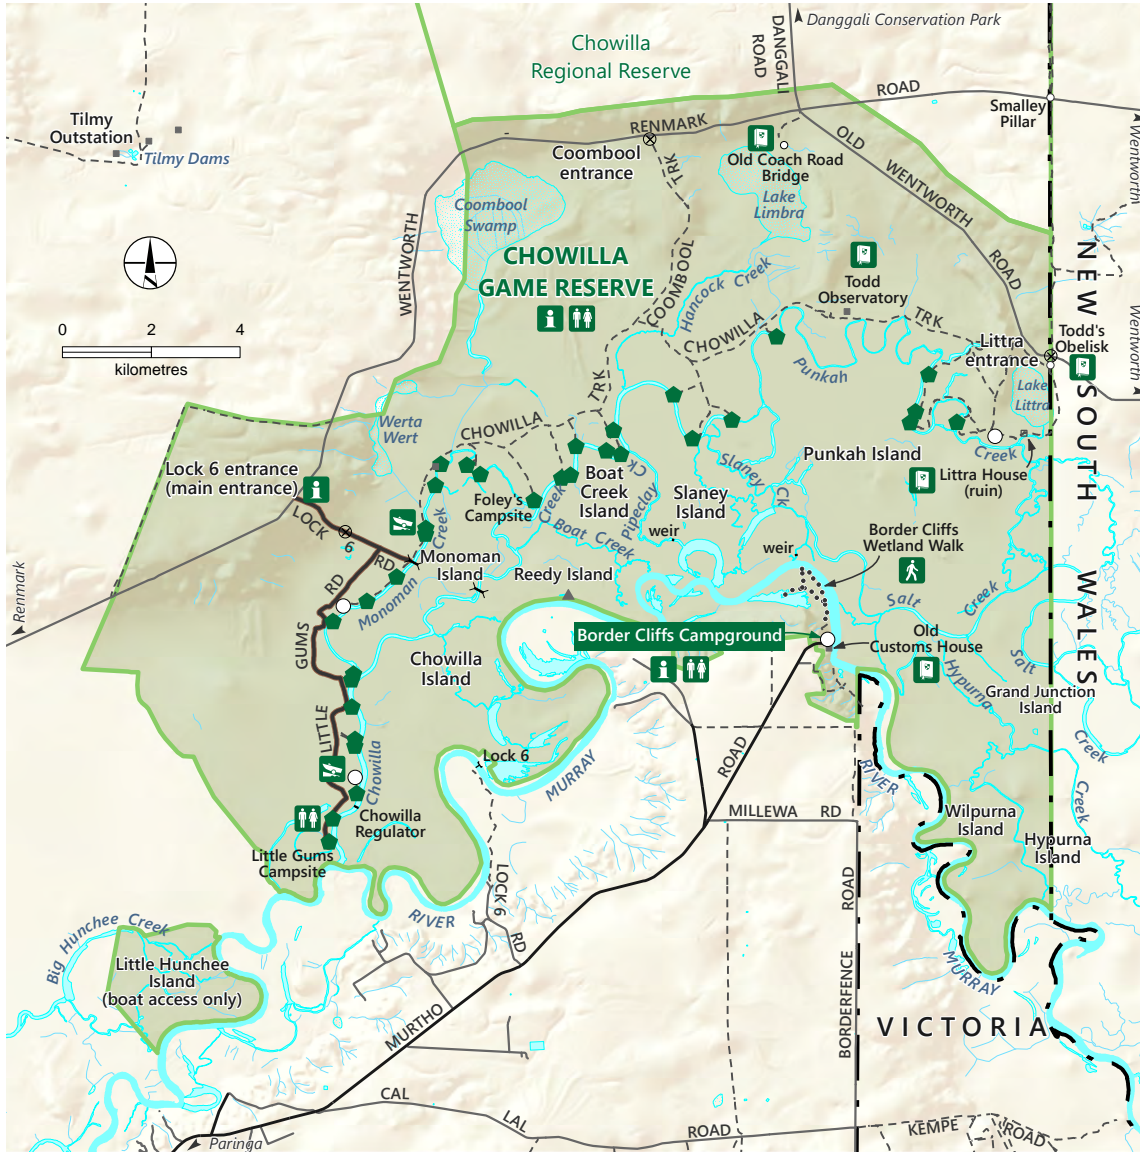 Danggali Conservation Park
Chowilla
Regional Reserve
DANGGALI
ROAD
ROAD
RENMARK
Smalley
Pillar
Wentworth
Tilmy
Outstation
Tilmy Dams
Coombool
entrance
TRK
Old Coach Road
Bridge
OLD
WENTWORTH
ROAD
Lake
Limbra
Coombool
Swamp
WENTWORTH
CHOWILLA
GAME RESERVE
COOMBOOL
Hancock Creek
Todd
Observatory
NEW SOUTH WALES
N
0 2 4
kilometres
CHOWILLA
TRK
Littra
entrance
Todd's
Obelisk
Wentworth
Punkah
Lake
Littra
TRK
CHOWILLA
Werta
Wert
Creek
Punkah Island
Littra House
(ruin)
Lock 6 entrance
(main entrance)
Foley's
Campsite
Creek
Boat
Creek
Island
Ck
Pipeclay
Slaney
Ck
Slaney
Island
LOCK
6
RD
Creek
Boat Creek
weir
weir
Border Cliffs
Wetland Walk
Monoman
Island
Reedy Island
Renmark
RD
Monoman
Salt
Creek
GUMS
Border Cliffs Campground
Old
Customs House
Chowilla
Island
Hypurna
Salt
Creek
Grand Junction
Island
LITTLE
Lock 6
MURRAY
ROAD
RIVER
Chowilla
Creek
Chowilla
Regulator
MILLEWA RD
Wilpurna
Island
Hypurna
Island
Little Gums
Campsite
LOCK 6
RD
RIVER
ROAD
Big Hunchee Creek
Little Hunchee
Island
(boat access only)
MURRAY
MURTHO
BORDERFENCE
VICTORIA
CAL
LAL
ROAD
KEMPE
ROAD
Paringa